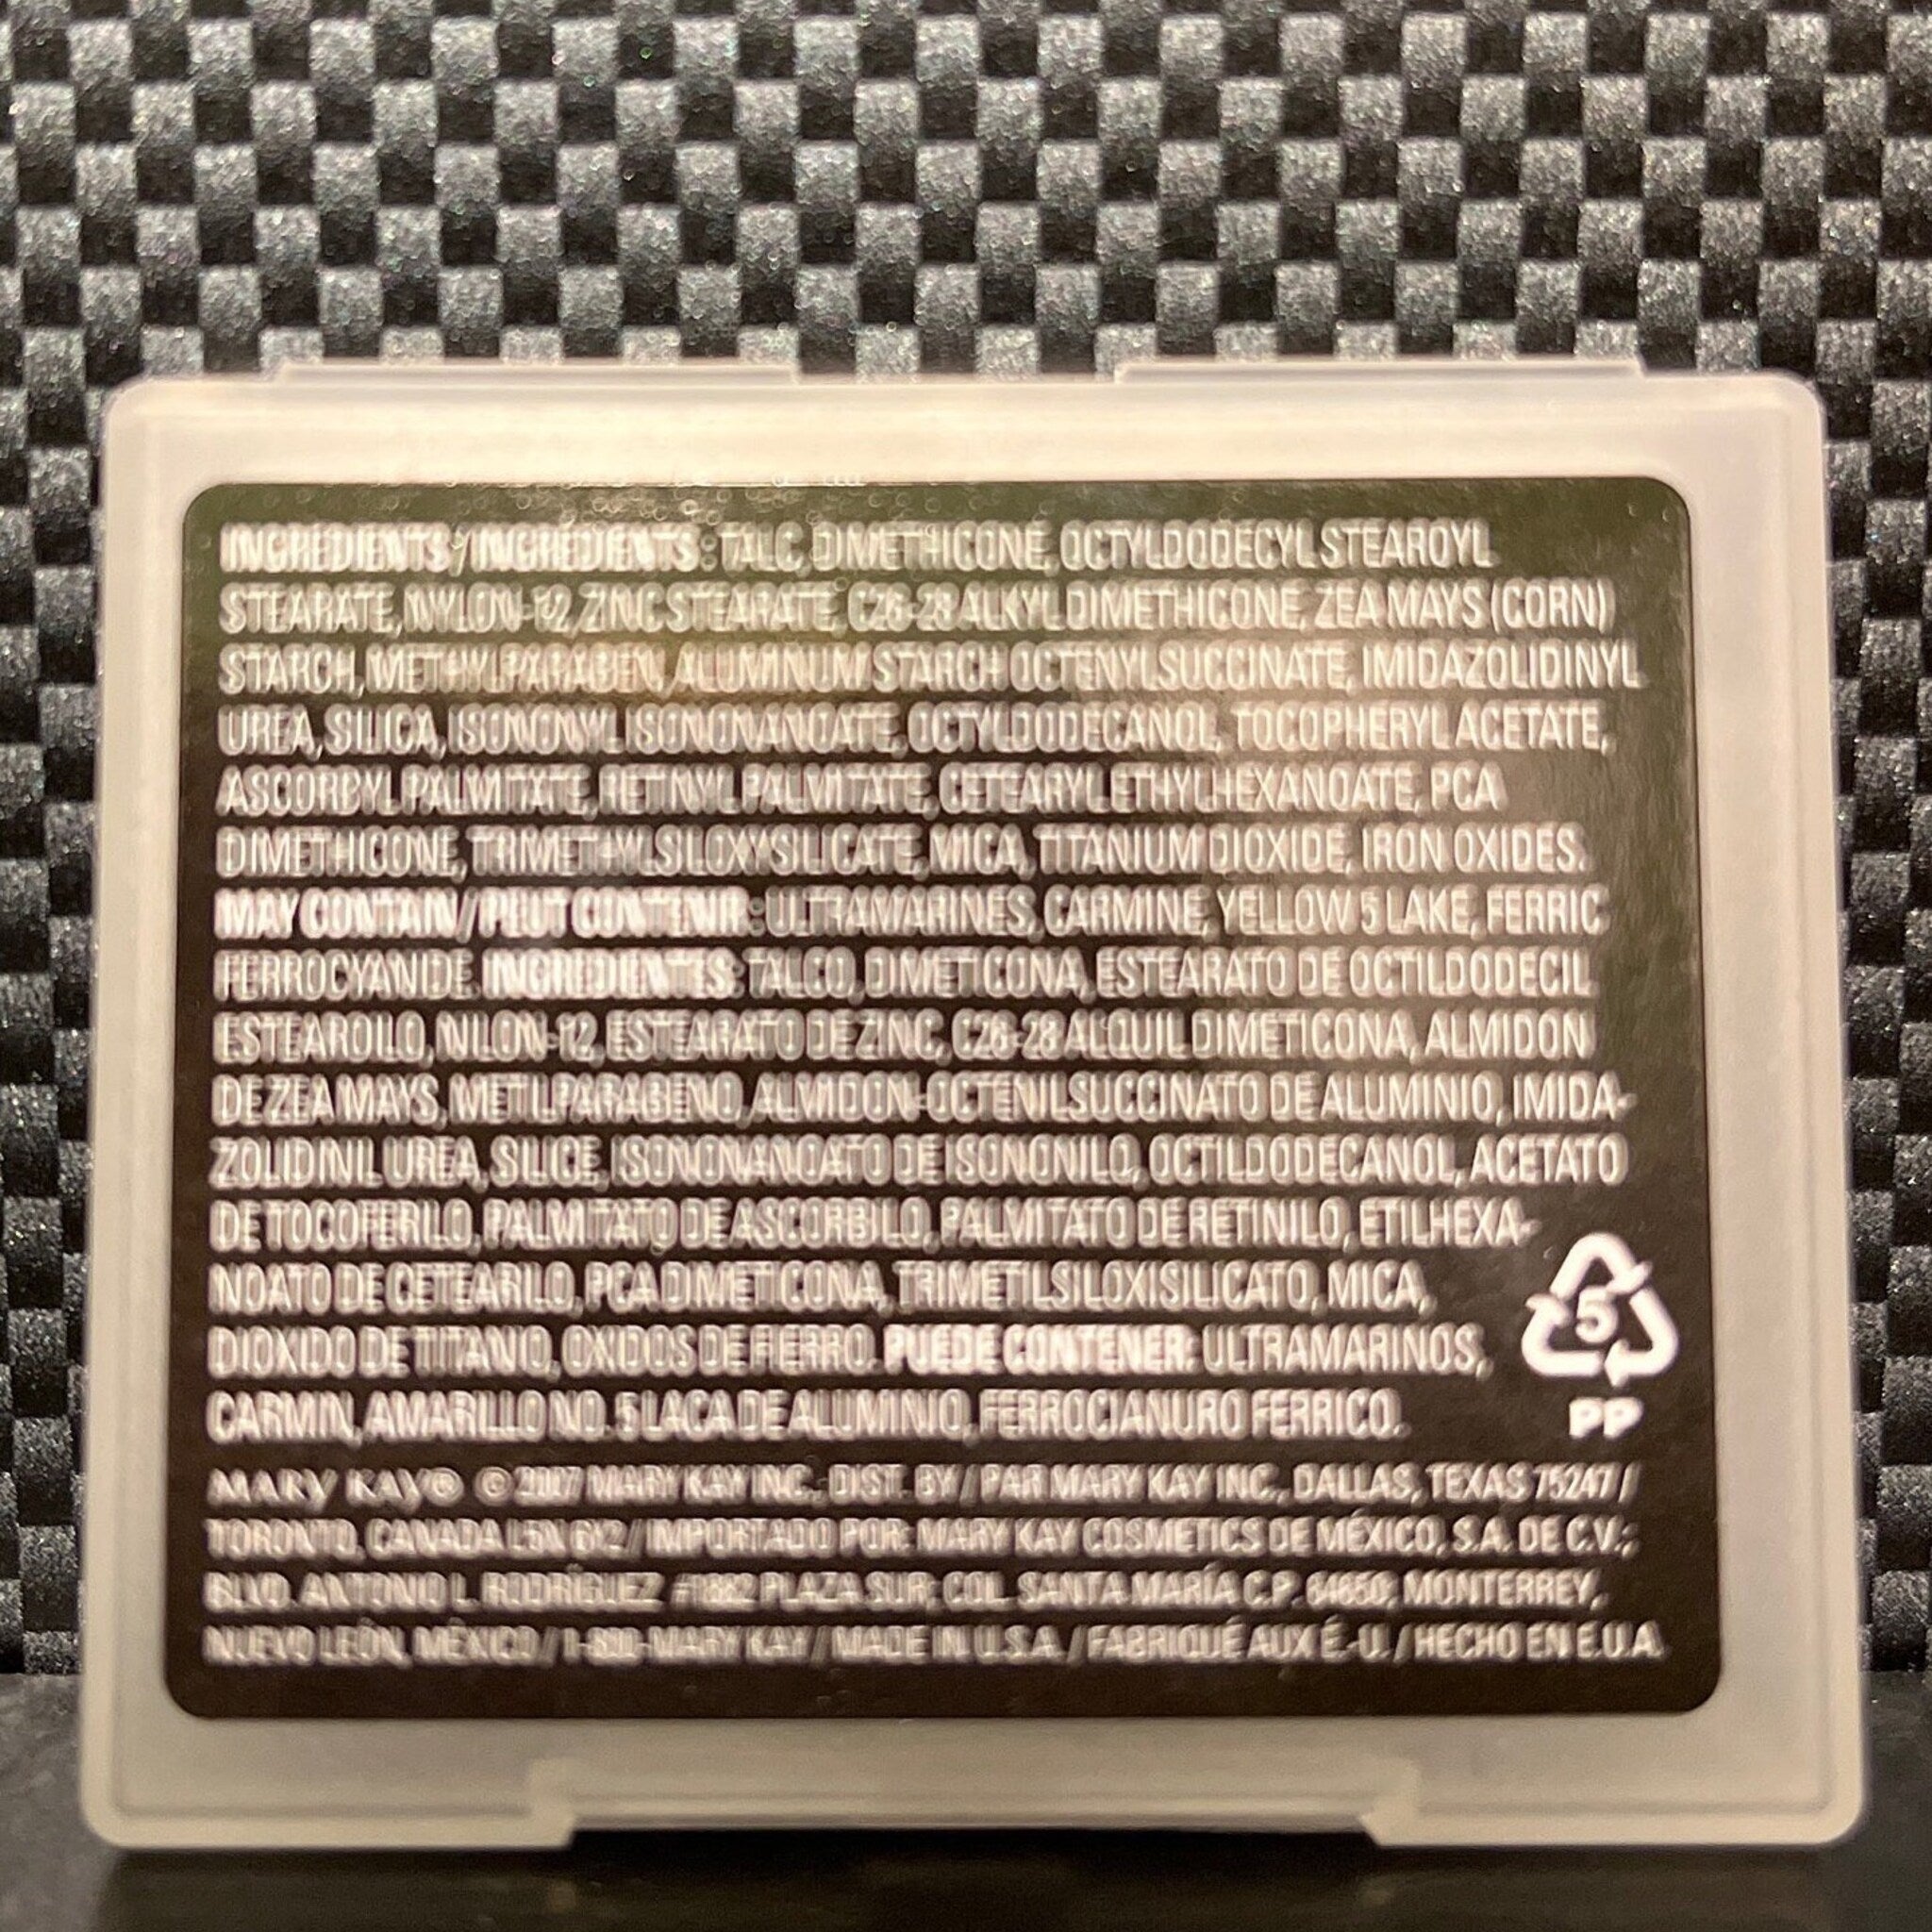 INGREDIENTS / INGRÉDIENTS : TALC, DIMETHICONE, OCTYLDODECYL STEAROYL
STEARATE, NYLON-12, ZINC STEARATE, C26-28 ALKYL DIMETHICONE, ZEA MAYS (CORN)
STARCH, METHYLPARABEN, ALUMINUM STARCH OCTENYLSUCCINATE, IMIDAZOLIDINYL
UREA, SILICA, ISONONYL ISONONANOATE, OCTYLDODECANOL, TOCOPHERYL ACETATE,
ASCORBYL PALMITATE, RETINYL PALMITATE, CETEARYL ETHYLHEXANOATE, PCA
DIMETHICONE, TRIMETHYLSILOXYSILICATE, MICA, TITANIUM DIOXIDE, IRON OXIDES.
MAY CONTAIN / PEUT CONTENIR : ULTRAMARINES, CARMINE, YELLOW 5 LAKE, FERRIC
FERROCYANIDE. INGREDIENTES: TALCO, DIMETICONA, ESTEARATO DE OCTILDODECIL
ESTEAROILO, NILON-12, ESTEARATO DE ZINC, C26-28 ALQUIL DIMETICONA, ALMIDON
DE ZEA MAYS, METILPARABENO, ALMIDON-OCTENILSUCCINATO DE ALUMINIO, IMIDA-
ZOLIDINIL UREA, SILICE, ISONONANOATO DE ISONONILO, OCTILDODECANOL, ACETATO
DE TOCOFERILO, PALMITATO DE ASCORBILO, PALMITATO DE RETINILO, ETILHEXA-
NOATO DE CETEARILO, PCA DIMETICONA, TRIMETILSILOXISILICATO, MICA,
DIOXIDO DE TITANIO, OXIDOS DE FIERRO. PUEDE CONTENER: ULTRAMARINOS,
CARMIN, AMARILLO NO. 5 LACA DE ALUMINIO, FERROCIANURO FERRICO.
5
PP
MARY KAY® ©2007 MARY KAY INC., DIST. BY / PAR MARY KAY INC., DALLAS, TEXAS 75247 /
TORONTO, CANADA L5N 6Y2 / IMPORTADO POR: MARY KAY COSMETICS DE MÉXICO, S.A. DE C.V.;
BLVD. ANTONIO L. RODRÍGUEZ #1882 PLAZA SUR; COL. SANTA MARÍA C.P. 64650; MONTERREY,
NUEVO LEÓN, MÉXICO / 1-800-MARY KAY / MADE IN U.S.A. / FABRIQUÉ AUX É.-U. / HECHO EN E.U.A.